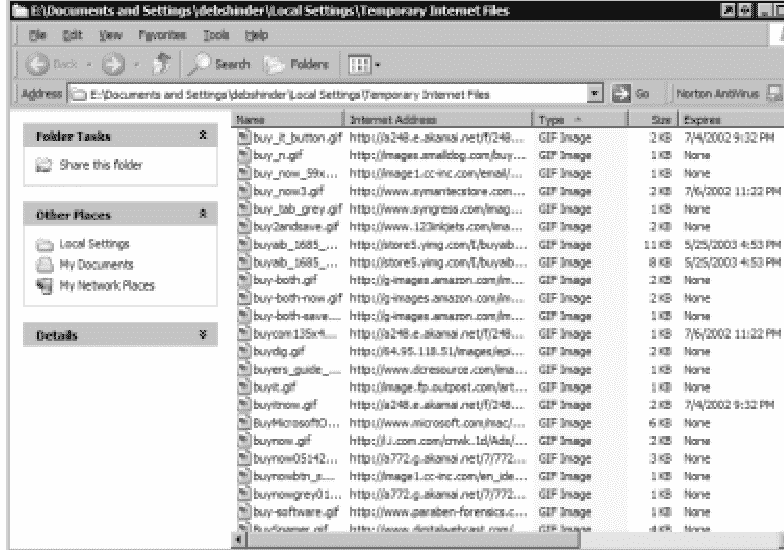 E:\Documents and Settings\debshinder\Local Settings\Temporary Internet Files
File Edit View Favorites Tools Help
Back Search Folders
Address E:\Documents and Settings\debshinder\Local Settings\Temporary Internet Files Go Norton AntiVirus
Folder Tasks
Share this folder
Other Places
Local Settings
My Documents
My Network Places
Details
Name Internet Address Type Size Expires
buy_it_button.gif http://a248.e.akamai.net/f/248... GIF Image 2 KB 7/4/2002 9:32 PM
buy_n.gif http://images.smalldog.com/buy... GIF Image 1 KB None
buy_now_59x... http://image1.cc-inc.com/email/... GIF Image 1 KB None
buy_now3.gif http://www.symantecstore.com... GIF Image 2 KB 7/6/2002 11:22 PM
buy_tab_grey.gif http://www.syngress.com/imag... GIF Image 1 KB None
buy2andsave.gif http://www.123inkjets.com/ima... GIF Image 2 KB None
buyaib_1685_... http://store5.yimg.com/I/buyaib... GIF Image 11 KB 5/25/2003 4:53 PM
buyaib_1685_... http://store5.yimg.com/I/buyaib... GIF Image 8 KB 5/25/2003 4:53 PM
buy-both.gif http://g-images.amazon.com/im... GIF Image 2 KB None
buy-both-now.gif http://g-images.amazon.com/im... GIF Image 2 KB None
buy-both-save... http://g-images.amazon.com/im... GIF Image 1 KB None
buycom135x4... http://a248.e.akamai.net/f/248... GIF Image 1 KB 7/6/2002 11:22 PM
buydig.gif http://64.95.118.51/images/epi... GIF Image 2 KB None
buyers_guide_... http://www.dcresource.com/ima... GIF Image 1 KB None
buyit.gif http://image.fp.outpost.com/art... GIF Image 1 KB None
buyitnow.gif http://a248.e.akamai.net/f/248... GIF Image 2 KB 7/4/2002 9:32 PM
BuyMicrosoftO... http://www.microsoft.com/mac/... GIF Image 6 KB None
buynow.gif http://i.i.com.com/cnwk.1d/Ads/... GIF Image 2 KB None
buynow05142... http://a772.g.akamai.net/7/772... GIF Image 3 KB None
buynowbtn_s... http://image1.cc-inc.com/en_ide... GIF Image 1 KB None
buynowgrey01... http://a772.g.akamai.net/7/772... GIF Image 1 KB None
buy-software.gif http://www.paraben-forensics.c... GIF Image 1 KB None
http://www.digitalwebcast.com/ GIF Image 4 KB None